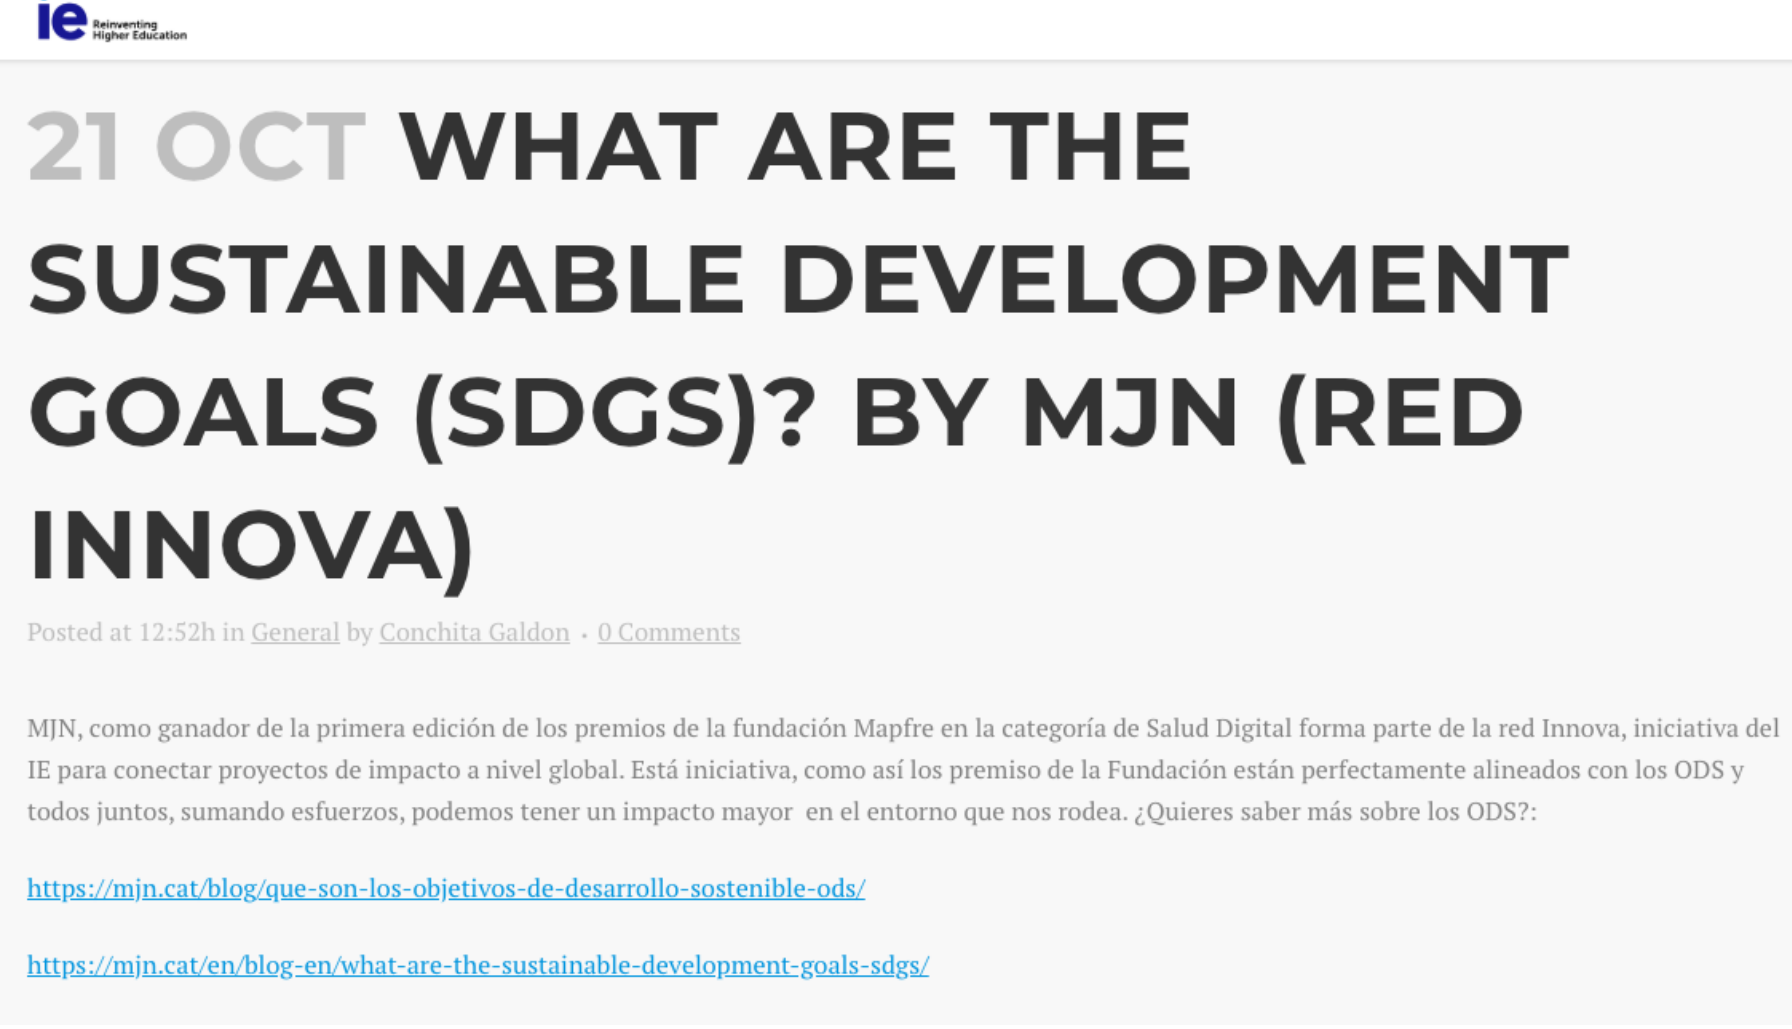 ie Reinventing
Higher Education
21 OCT WHAT ARE THE
SUSTAINABLE DEVELOPMENT
GOALS (SDGS)? BY MJN (RED
INNOVA)
Posted at 12:52h in General by Conchita Galdon · 0 Comments
MJN, como ganador de la primera edición de los premios de la fundación Mapfre en la categoría de Salud Digital forma parte de la red Innova, iniciativa del
IE para conectar proyectos de impacto a nivel global. Está iniciativa, como así los premiso de la Fundación están perfectamente alineados con los ODS y
todos juntos, sumando esfuerzos, podemos tener un impacto mayor  en el entorno que nos rodea. ¿Quieres saber más sobre los ODS?:
https://mjn.cat/blog/que-son-los-objetivos-de-desarrollo-sostenible-ods/
https://mjn.cat/en/blog-en/what-are-the-sustainable-development-goals-sdgs/